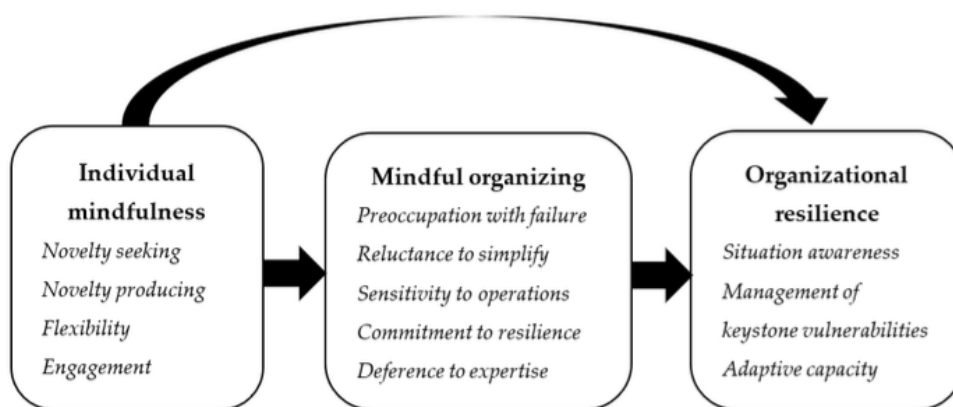 Individual
mindfulness
Novelty seeking
Novelty producing
Flexibility
Engagement
Mindful organizing
Preoccupation with failure
Reluctance to simplify
Sensitivity to operations
Commitment to resilience
Deference to expertise
Organizational
resilience
Situation awareness
Management of
keystone vulnerabilities
Adaptive capacity